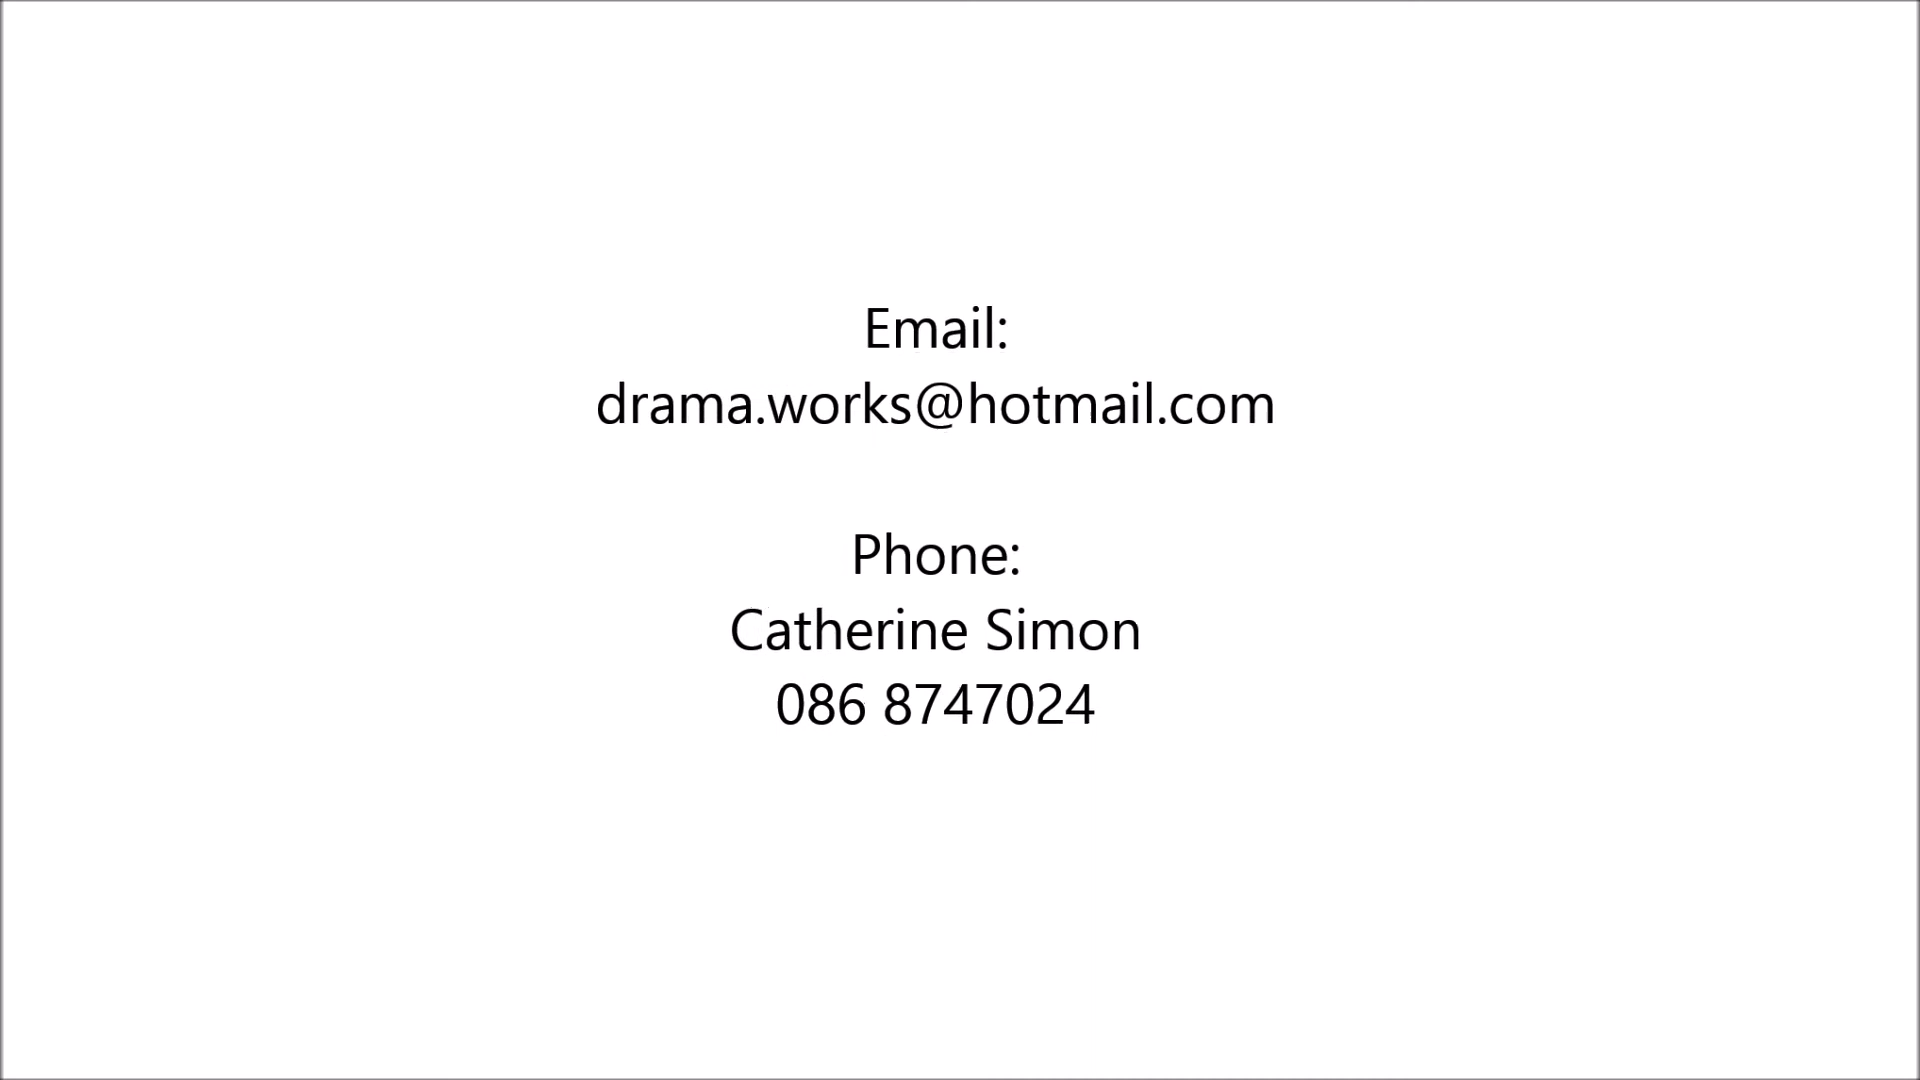 Email:
drama.works@hotmail.com
Phone:
Catherine Simon
086 8747024